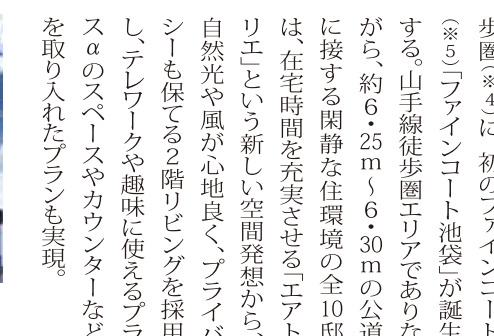 歩圏(※4)に、初のファインコー
(※5)「ファインコート池袋」が誕生
する。山手線徒歩圏エリアでありな
がら、約6・25m〜6・30mの公道
に接する閑静な住環境の全10邸
は、在宅時間を充実させる「エアト
リエ」という新しい空間発想から、
自然光や風が心地良く、プライバ
シーも保てる2階リビングを採用
し、テレワークや趣味に使えるプラ
スαのスペースやカウンターなど
を取り入れたプランも実現。